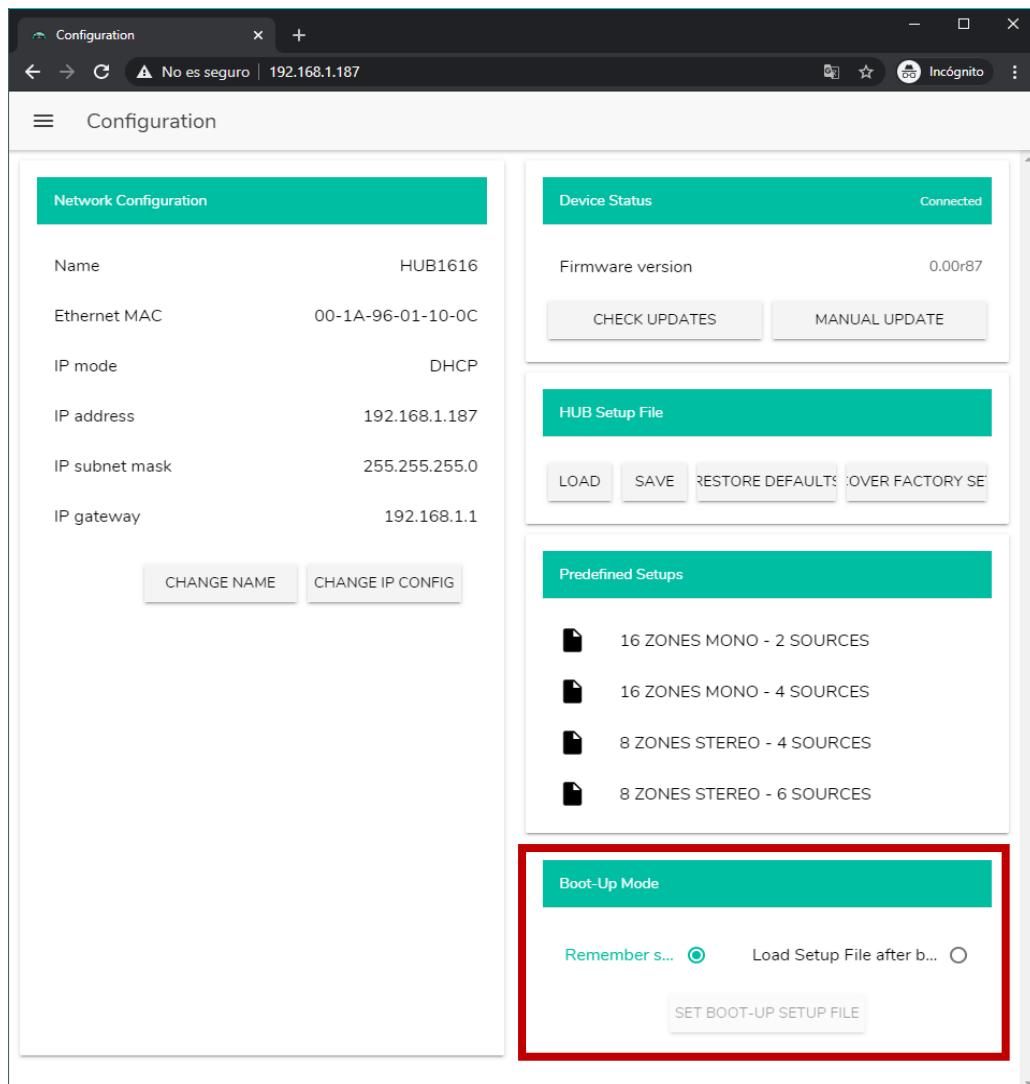 Configuration
No es seguro | 192.168.1.187
Incógnito
Configuration
Network Configuration
Name HUB1616
Ethernet MAC 00-1A-96-01-10-0C
IP mode DHCP
IP address 192.168.1.187
IP subnet mask 255.255.255.0
IP gateway 192.168.1.1
CHANGE NAME CHANGE IP CONFIG
Device Status Connected
Firmware version 0.00r87
CHECK UPDATES MANUAL UPDATE
HUB Setup File
LOAD SAVE RESTORE DEFAULTS COVER FACTORY SE
Predefined Setups
16 ZONES MONO - 2 SOURCES
16 ZONES MONO - 4 SOURCES
8 ZONES STEREO - 4 SOURCES
8 ZONES STEREO - 6 SOURCES
Boot-Up Mode
Remember s... Load Setup File after b...
SET BOOT-UP SETUP FILE